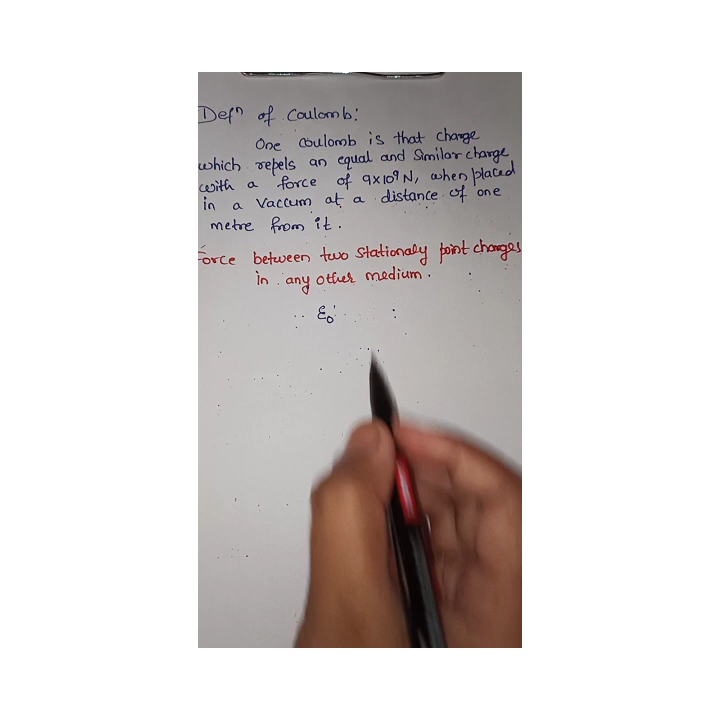 Defⁿ of Coulomb:
One coulomb is that charge
which repels an equal and similar charge
with a force of 9x10⁹ N, when placed
in a vaccum at a distance of one
metre from it.
Force between two stationaly point charges
in any other medium.
ε₀ :